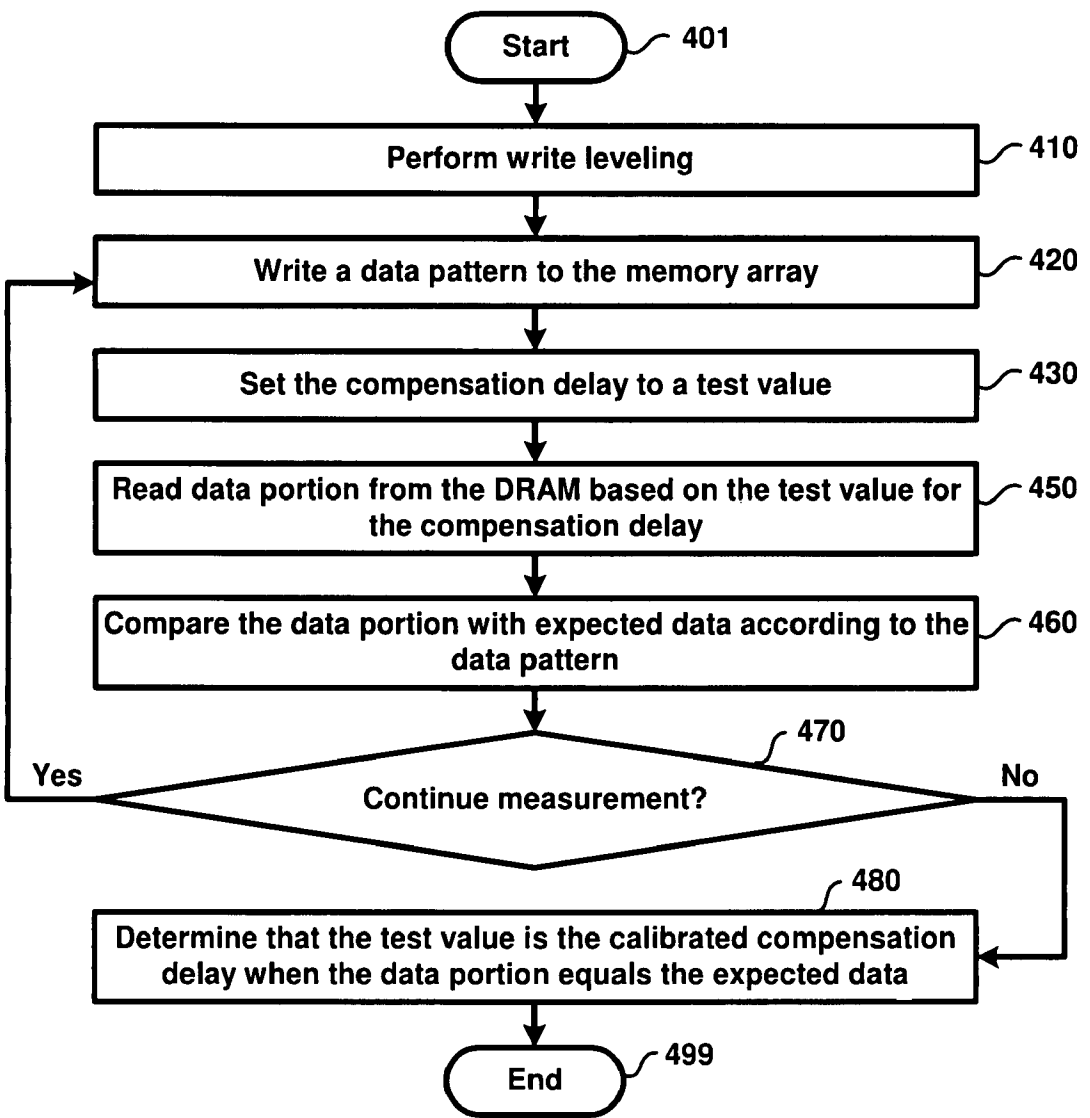 Start
401
Perform write leveling
410
Write a data pattern to the memory array
420
Set the compensation delay to a test value
430
Read data portion from the DRAM based on the test value for
the compensation delay
450
Compare the data portion with expected data according to the
data pattern
460
470
Yes
Continue measurement?
No
480
Determine that the test value is the calibrated compensation
delay when the data portion equals the expected data
End
499